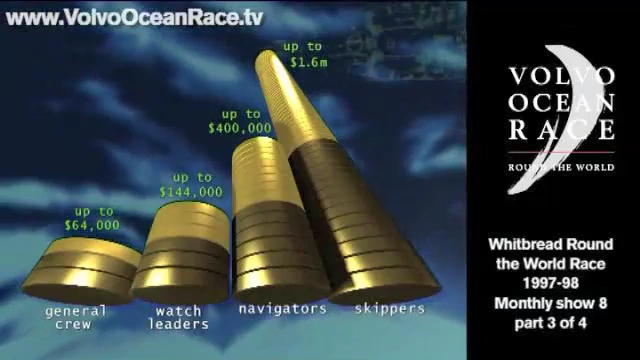 www.VolvoOceanRace.tv
up to
$1.6m
up to
$400,000
up to
$144,000
up to
$64,000
general
crew
watch
leaders
navigators
skippers
VOLVO
OCEAN
RACE
ROUND THE WORLD
Whitbread Round
the World Race
1997-98
Monthly show 8
part 3 of 4